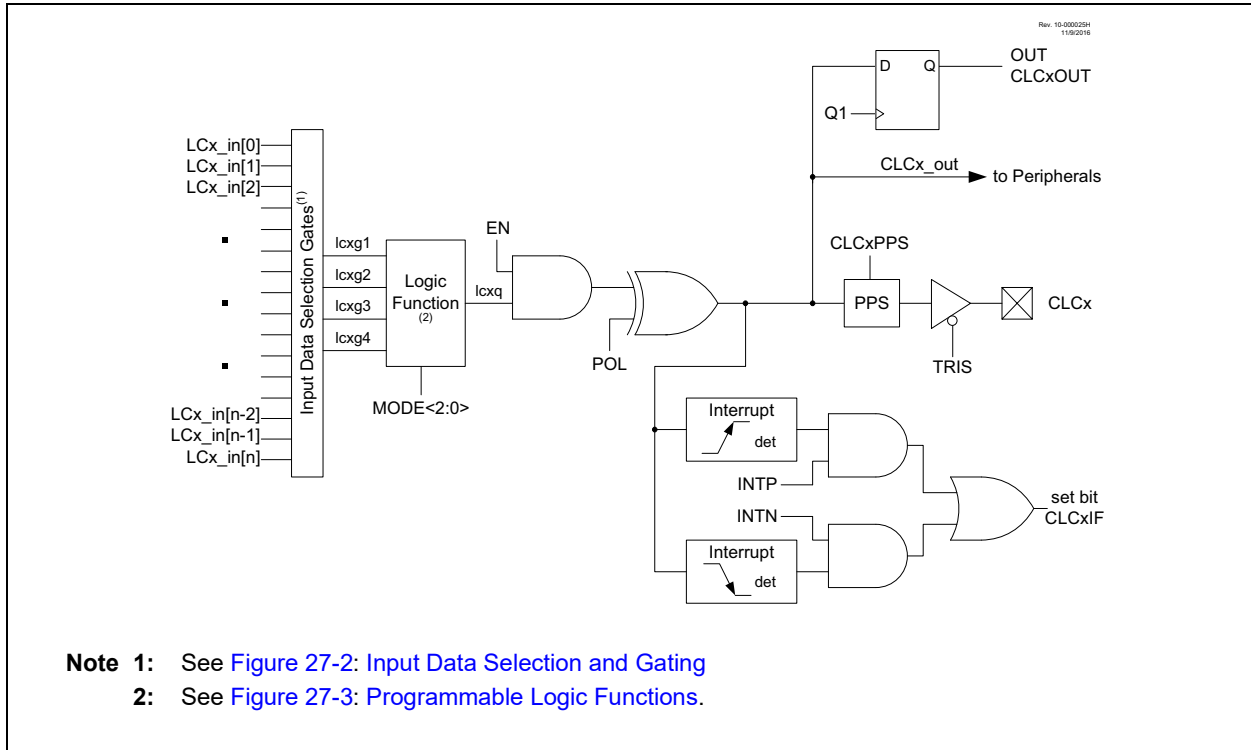 Rev. 10-000025H
11/9/2016
OUT
CLCxOUT
D
Q
Q1
CLCx_out
to Peripherals
LCx_in[0]
LCx_in[1]
LCx_in[2]
LCx_in[n-2]
LCx_in[n-1]
LCx_in[n]
Input Data Selection Gates(1)
lcxg1
lcxg2
lcxg3
lcxg4
Logic
Function
(2)
MODE<2:0>
lcxq
EN
POL
CLCxPPS
PPS
TRIS
CLCx
Interrupt
det
INTP
INTN
Interrupt
det
set bit
CLCxIF
Note 1: See Figure 27-2: Input Data Selection and Gating
2: See Figure 27-3: Programmable Logic Functions.